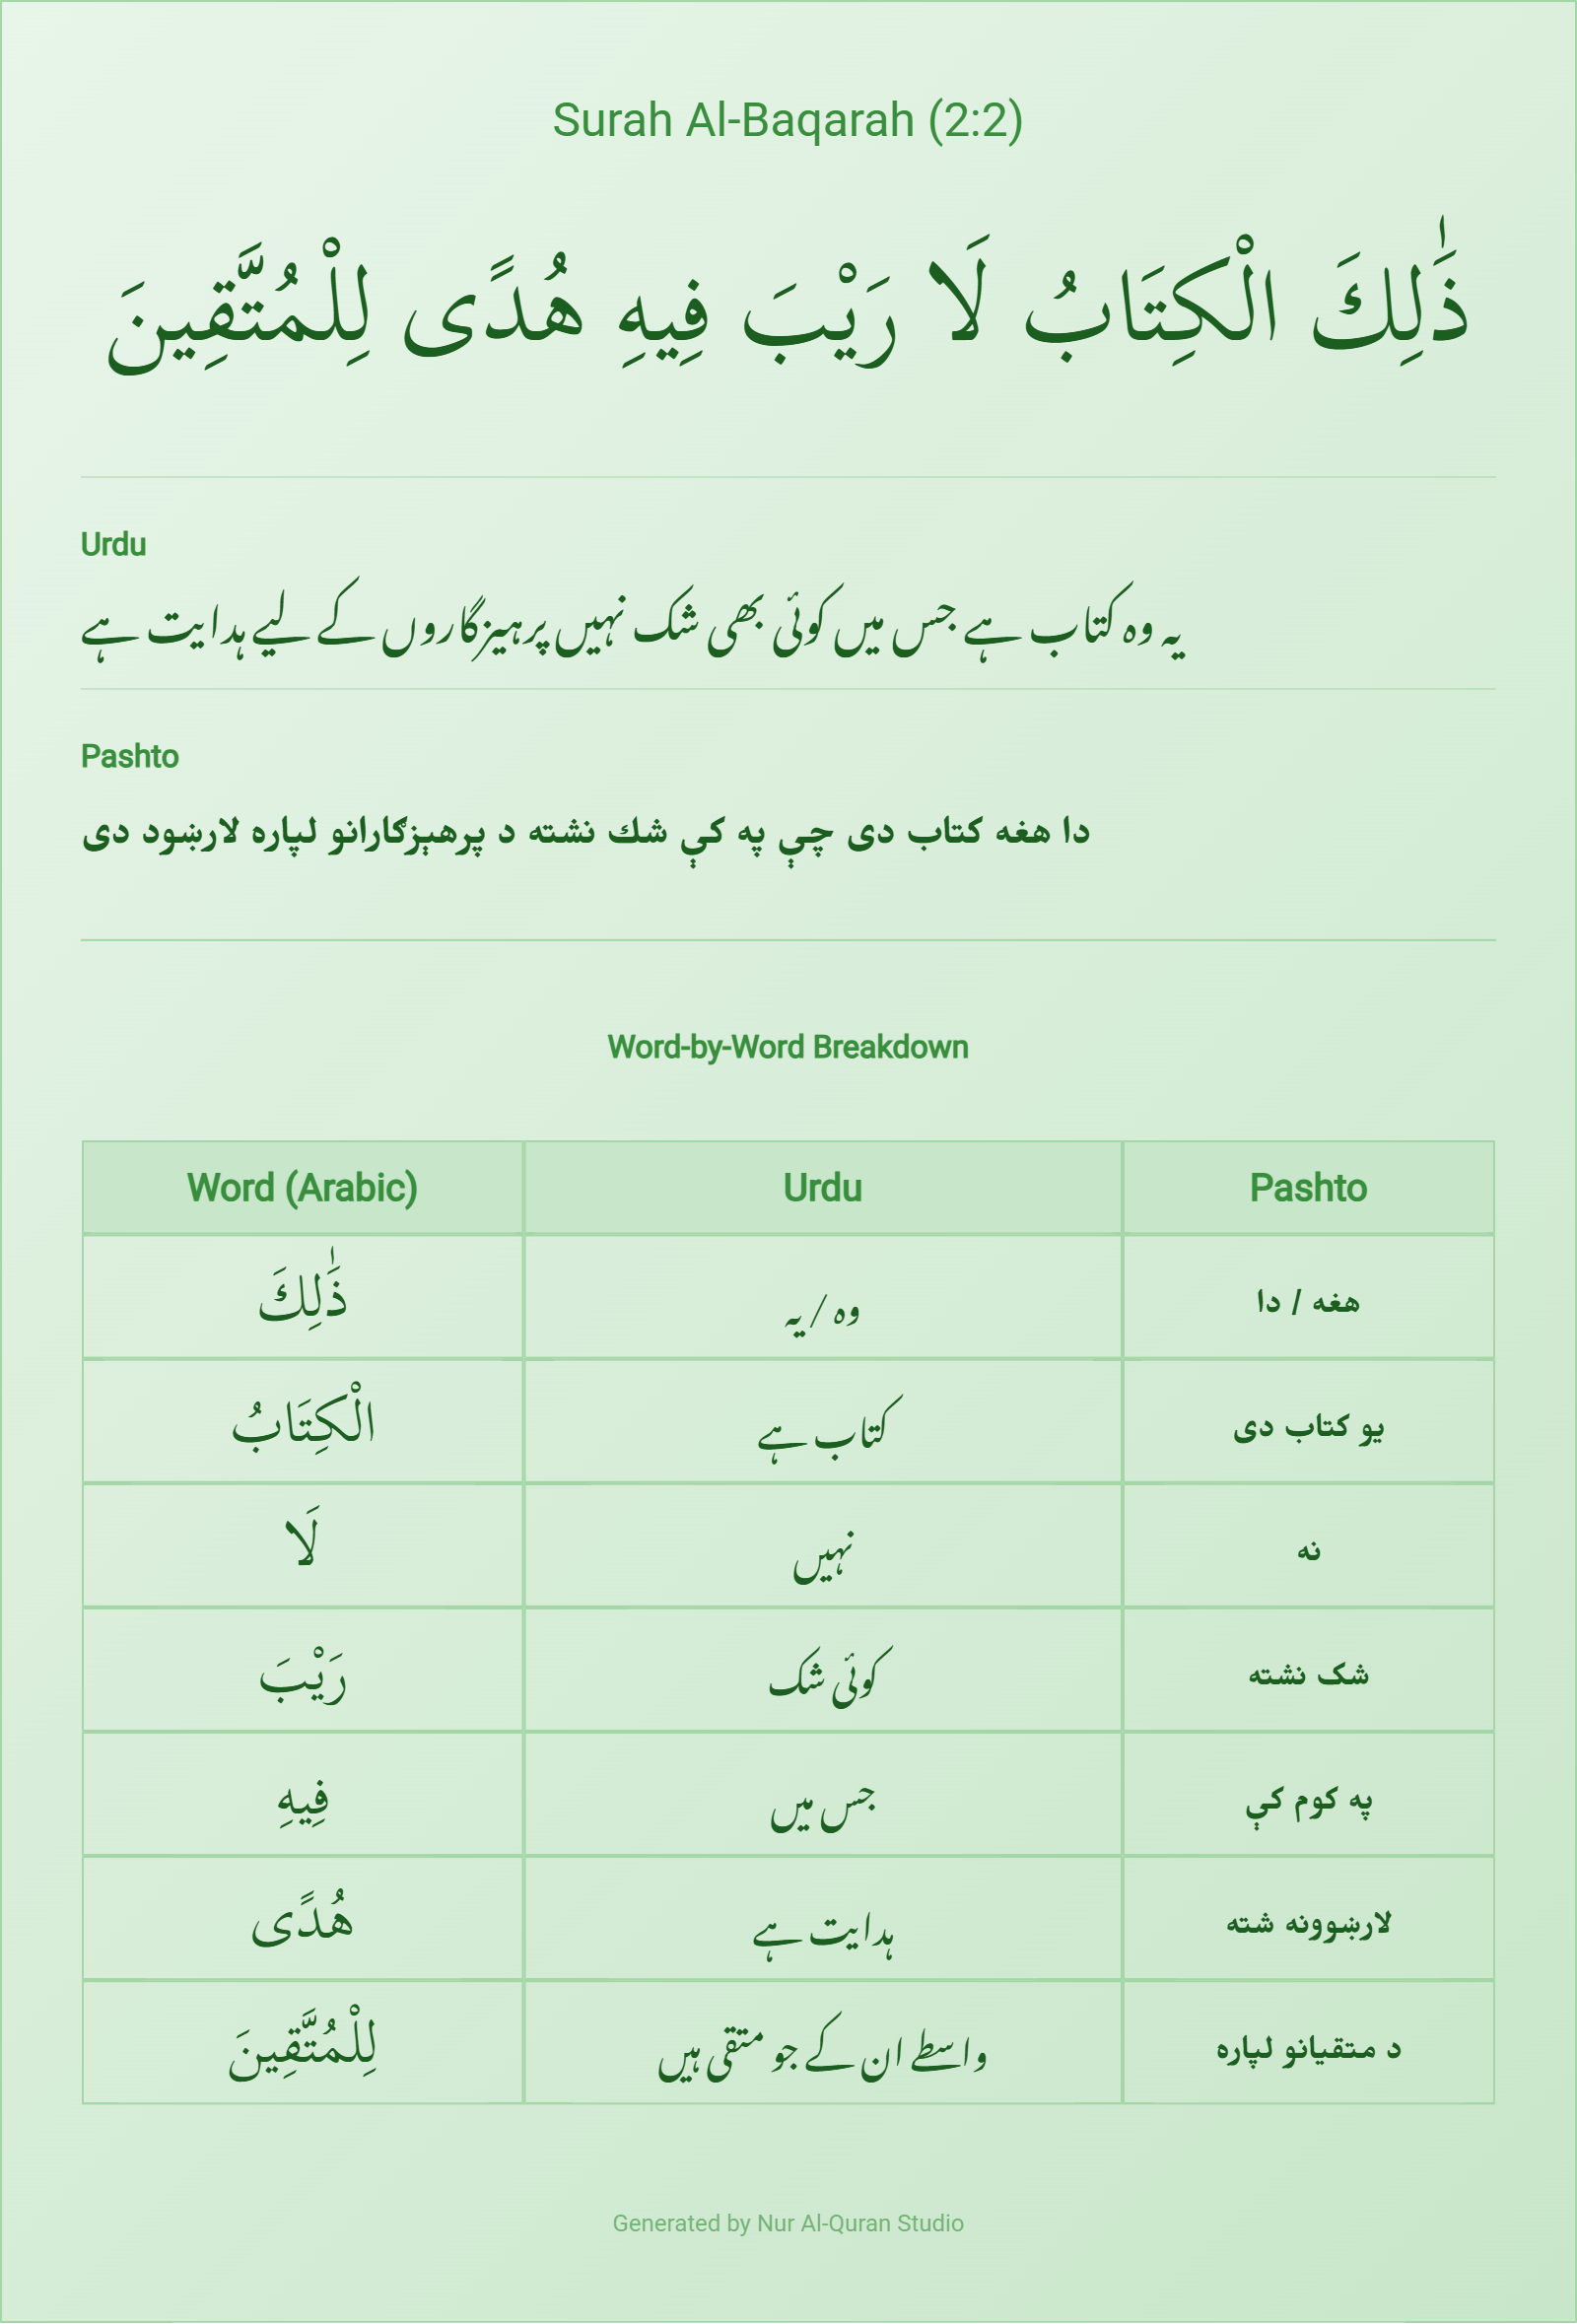 Surah Al-Baqarah (2:2)
ذَٰلِكَ الْكِتَابُ لَا رَيْبَ فِيهِ هُدًى لِلْمُتَّقِينَ
Urdu
یہ وہ کتاب ہے جس میں کوئی بھی شک نہیں پرہیزگاروں کے لیے ہدایت ہے
Pashto
دا هغه كتاب دى چې په كې شك نشته د پرهېزګارانو لپاره لارښود دى
Word-by-Word Breakdown
Word (Arabic) Urdu Pashto
ذَٰلِكَ وہ / یہ هغه / دا
الْكِتَابُ کتاب ہے یو کتاب دی
لَا نہیں نه
رَيْبَ کوئی شک شک نشته
فِيهِ جس میں په کوم کې
هُدًى ہدایت ہے لارښوونه شته
لِلْمُتَّقِينَ واسطے ان کے جو متقی ہیں د متقیانو لپاره
Generated by Nur Al-Quran Studio